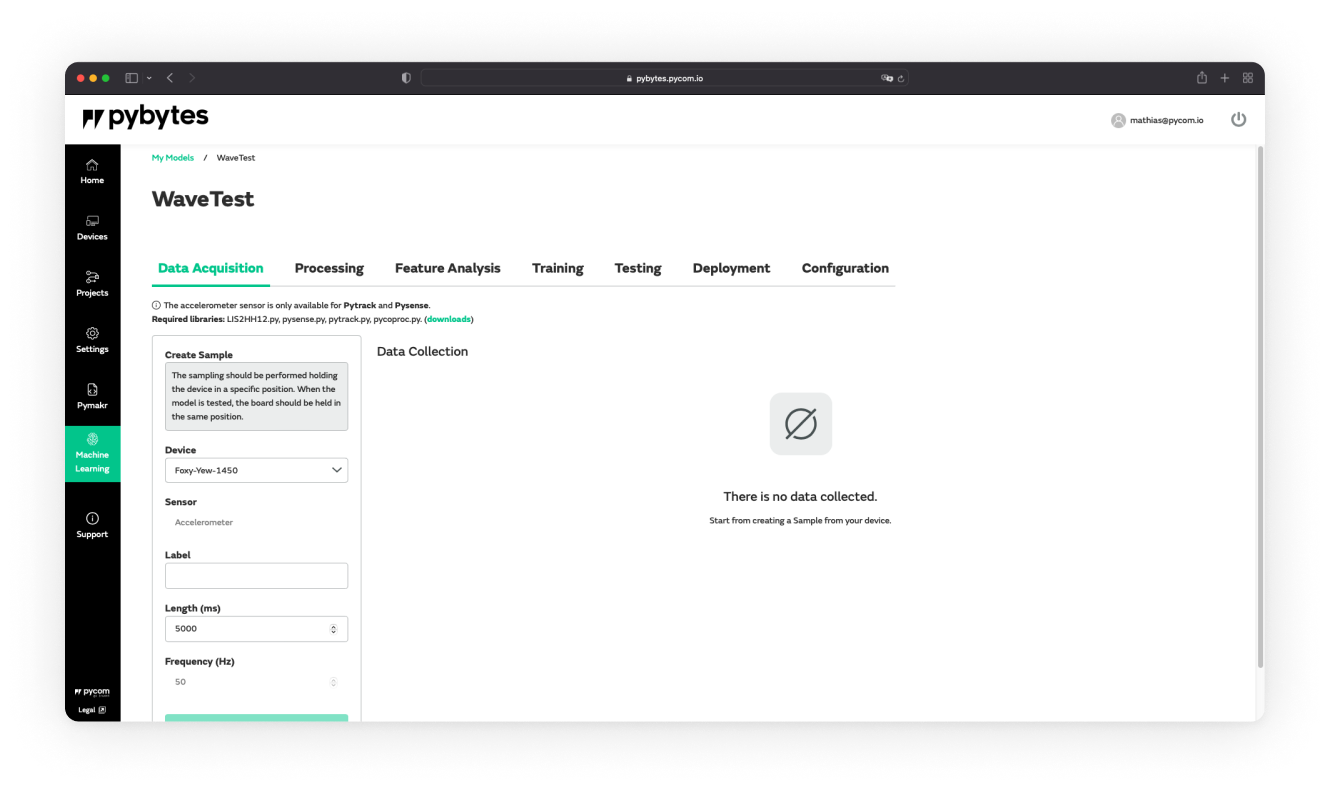 pybytes.pycom.io
pybytes
mathias@pycom.io
Home
Devices
Projects
Settings
Pymakr
Machine
Learning
Support
pycom
Legal
My Models / WaveTest
WaveTest
Data Acquisition Processing Feature Analysis Training Testing Deployment Configuration
The accelerometer sensor is only available for Pytrack and Pysense.
Required libraries: LIS2HH12.py, pysense.py, pytrack.py, pycoproc.py. (downloads)
Create Sample
The sampling should be performed holding
the device in a specific position. When the
model is tested, the board should be held in
the same position.
Device
Foxy-Yew-1450
Sensor
Accelerometer
Label
Length (ms)
5000
Frequency (Hz)
50
Data Collection
There is no data collected.
Start from creating a Sample from your device.